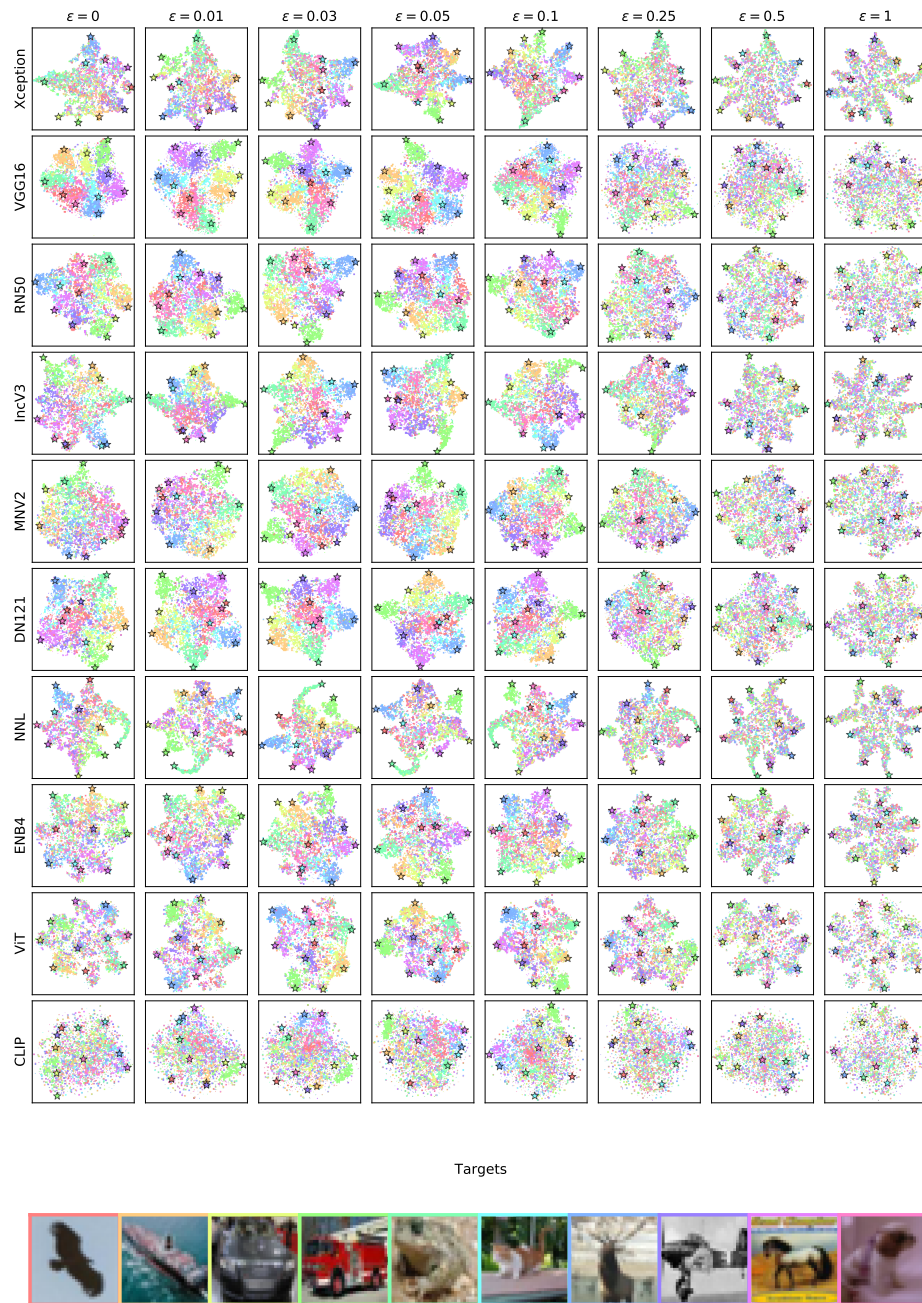 ε = 0 ε = 0.01 ε = 0.03 ε = 0.05 ε = 0.1 ε = 0.25 ε = 0.5 ε = 1
Xception
VGG16
RN50
IncV3
MNV2
DN121
NNL
ENB4
ViT
CLIP
Targets